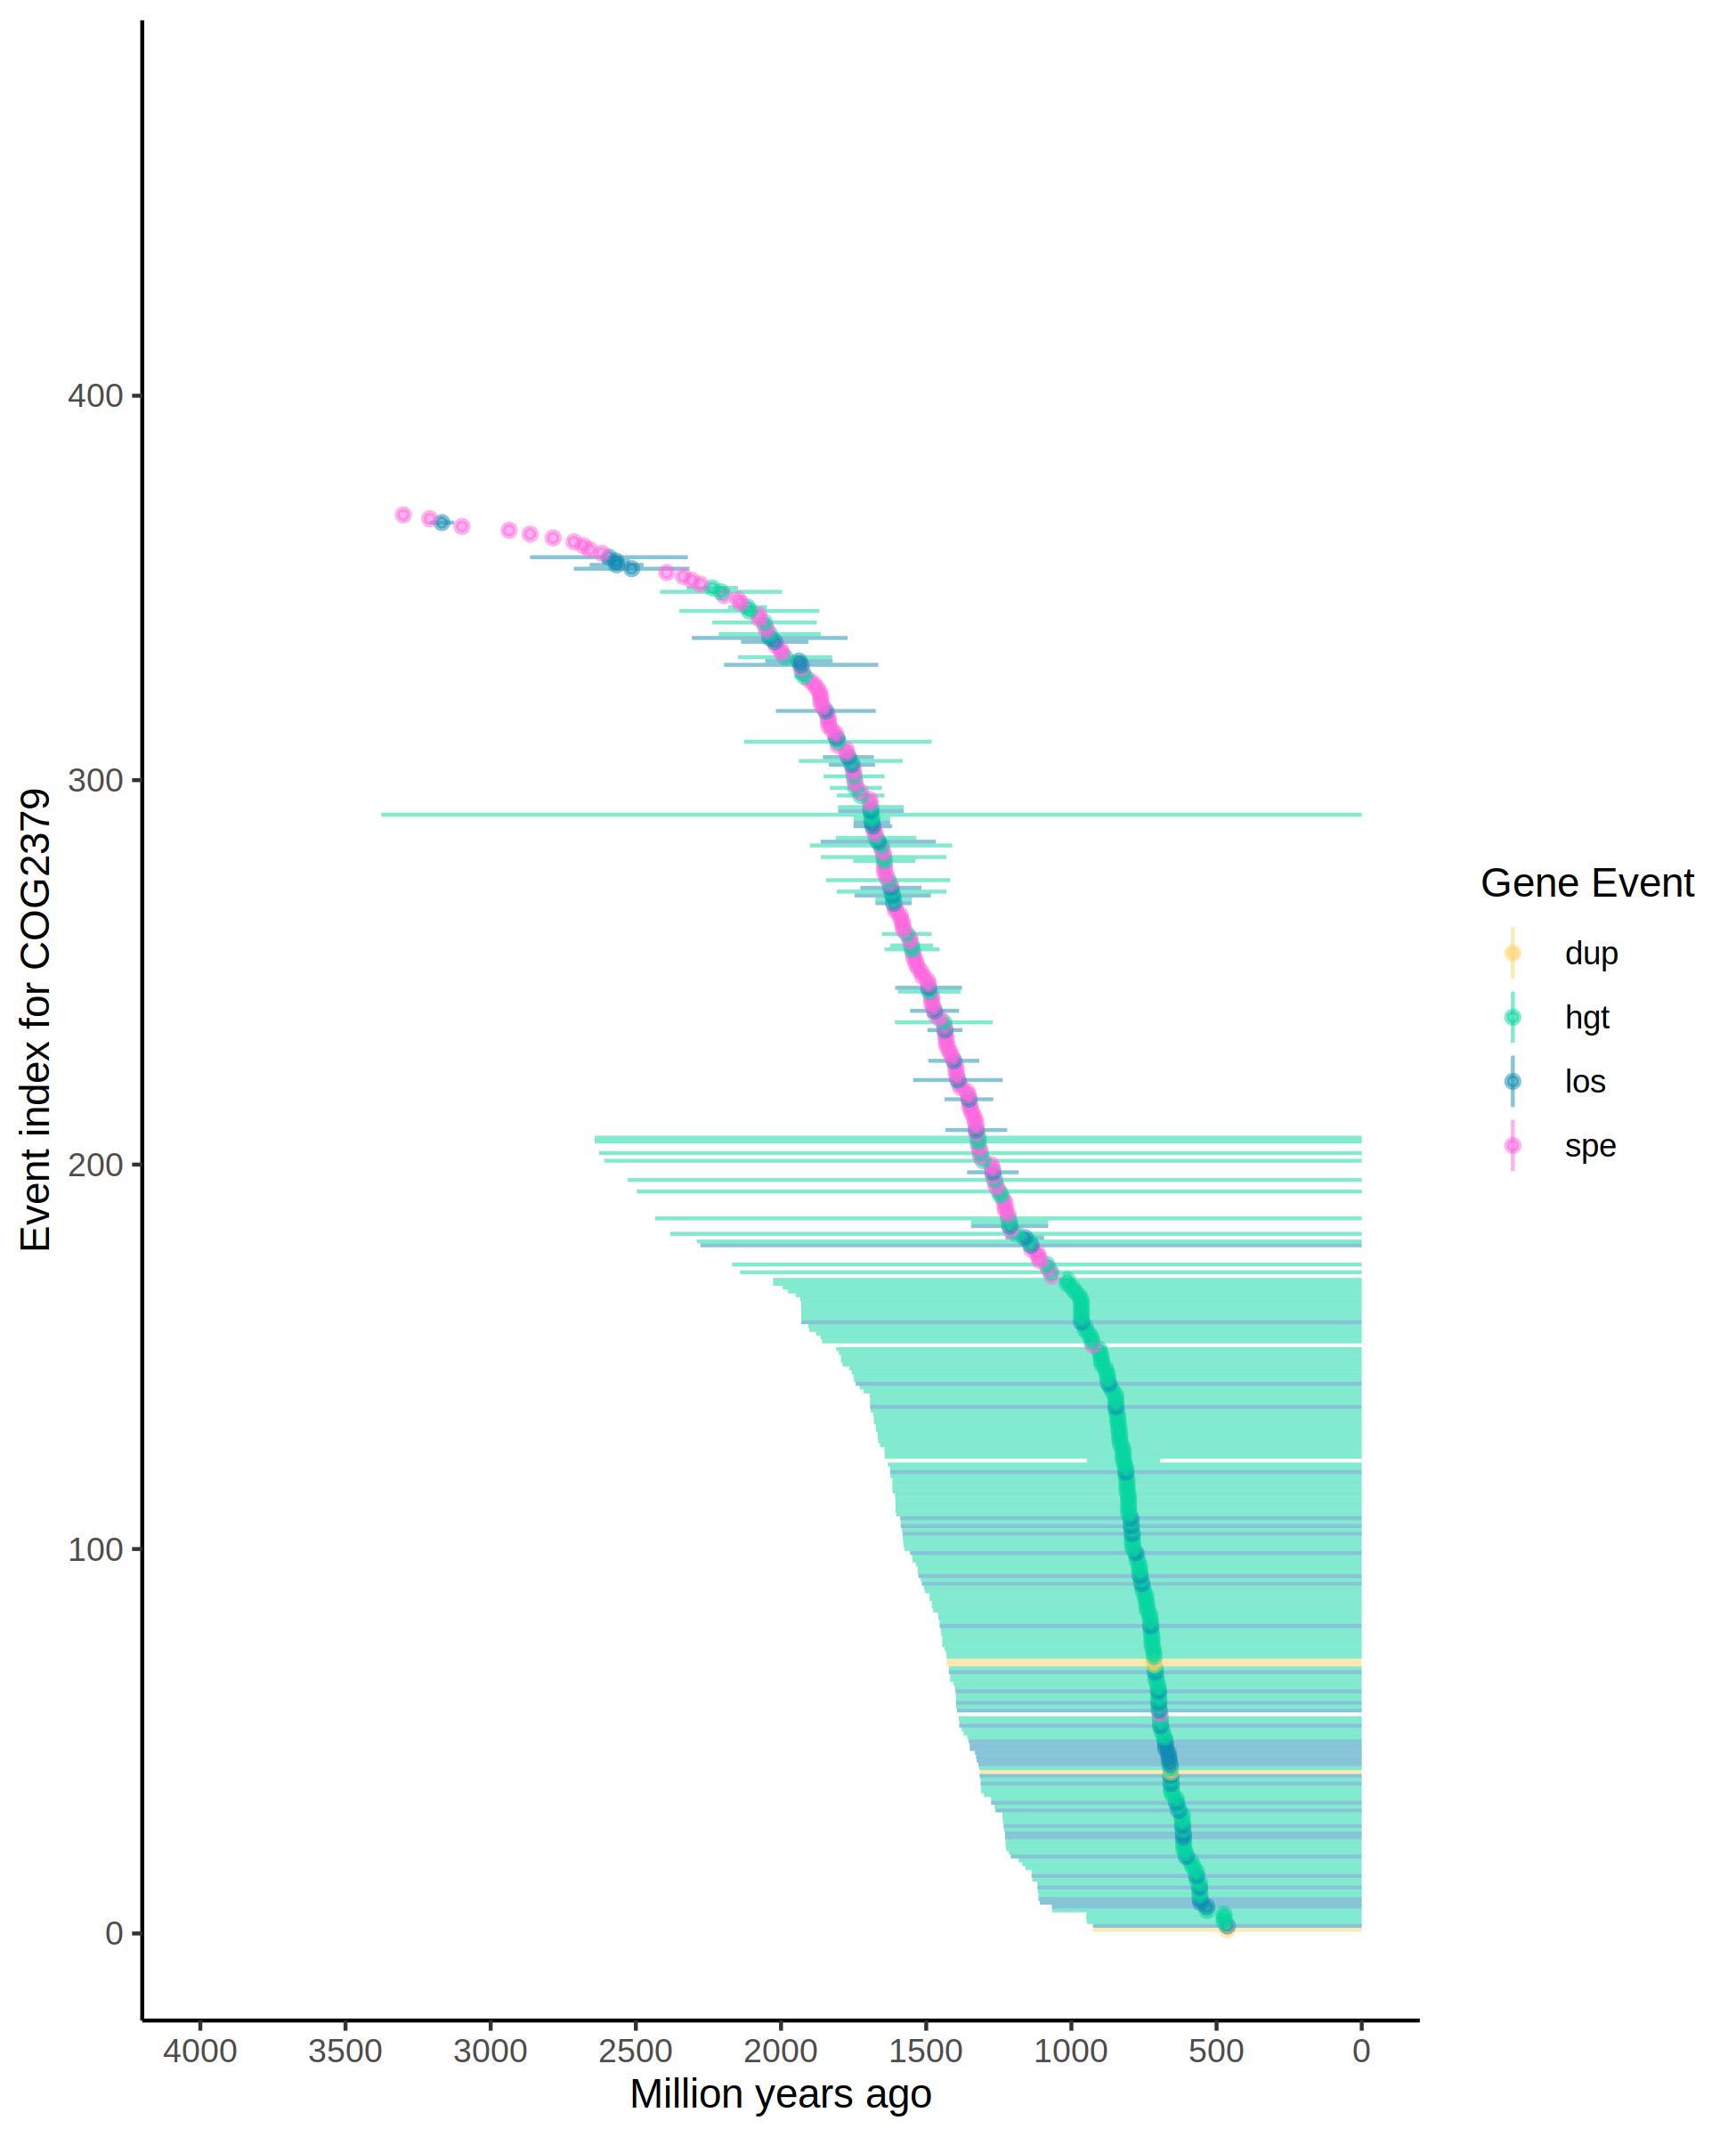 Event index for COG2379
400
300
200
100
0
4000 3500 3000 2500 2000 1500 1000 500 0
Million years ago
Gene Event
dup
hgt
los
spe